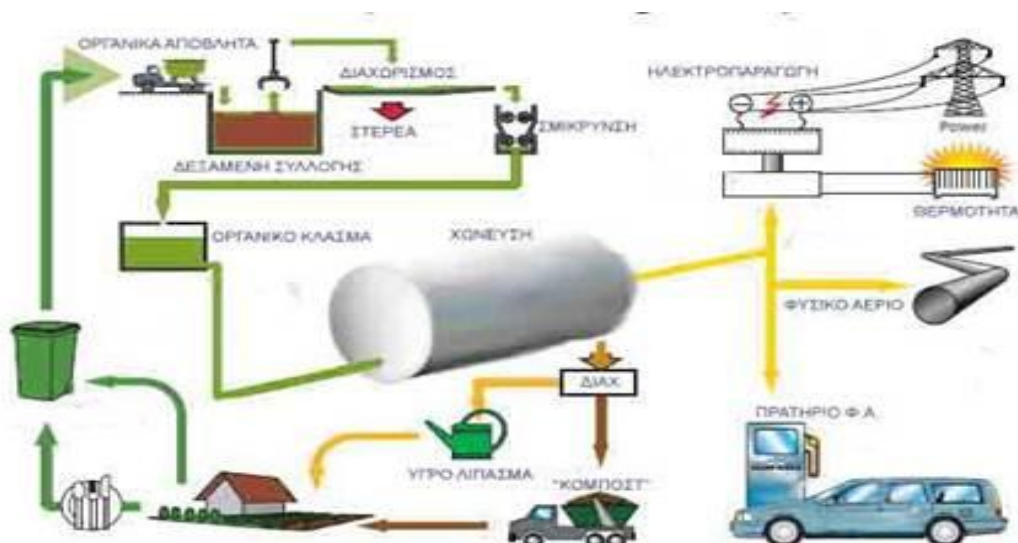 ΟΡΓΑΝΙΚΑ ΑΠΟΒΛΗΤΑ
ΔΙΑΧΩΡΙΣΜΟΣ
ΗΛΕΚΤΡΟΠΑΡΑΓΩΓΗ
ΣΤΕΡΕΑ
ΣΜΙΚΡΥΝΣΗ
Power
ΔΕΞΑΜΕΝΗ ΣΥΛΛΟΓΗΣ
ΘΕΡΜΟΤΗΤΑ
ΟΡΓΑΝΙΚΟ ΚΛΑΣΜΑ
ΧΩΝΕΥΣΗ
ΦΥΣΙΚΟ ΑΕΡΙΟ
ΔΙΑΧ.
ΠΡΑΤΗΡΙΟ Φ.Α.
ΥΓΡΟ ΛΙΠΑΣΜΑ
"ΚΟΜΠΟΣΤ"